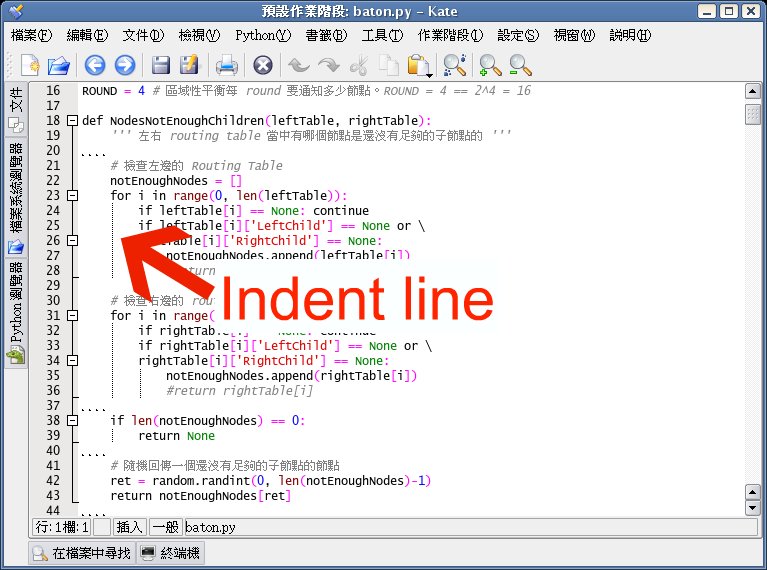 預設作業階段: baton.py – Kate
檔案(F) 編輯(E) 文件(D) 檢視(V) Python(Y) 書籤(B) 工具(T) 作業階段(I) 設定(S) 視窗(W) 說明(H)
文件
檔案系統瀏覽器
Python 瀏覽器
16 ROUND = 4 # 區域性平衡每 round 要通知多少節點。ROUND = 4 == 2^4 = 16
17
18 def NodesNotEnoughChildren(leftTable, rightTable):
19 ''' 左右 routing table 當中有哪個節點是還沒有足夠的子節點的 '''
20 ....
21 # 檢查左邊的 Routing Table
22 notEnoughNodes = []
23 for i in range(0, len(leftTable)):
24 if leftTable[i] == None: continue
25 if leftTable[i]['LeftChild'] == None or \
26 Table[i]['RightChild'] == None:
27 notEnoughNodes.append(leftTable[i])
28 return
29
Indent line
30 # 檢查右邊的 rout
31 for i in range(
32 if rightTable[i] == None: continue
33 if rightTable[i]['LeftChild'] == None or \
34 rightTable[i]['RightChild'] == None:
35 notEnoughNodes.append(rightTable[i])
36 #return rightTable[i]
37 ....
38 if len(notEnoughNodes) == 0:
39 return None
40 ....
41 # 隨機回傳一個還沒有足夠的子節點的節點
42 ret = random.randint(0, len(notEnoughNodes)-1)
43 return notEnoughNodes[ret]
44 ....
行: 1 欄: 1 插入 一般 baton.py
在檔案中尋找 終端機